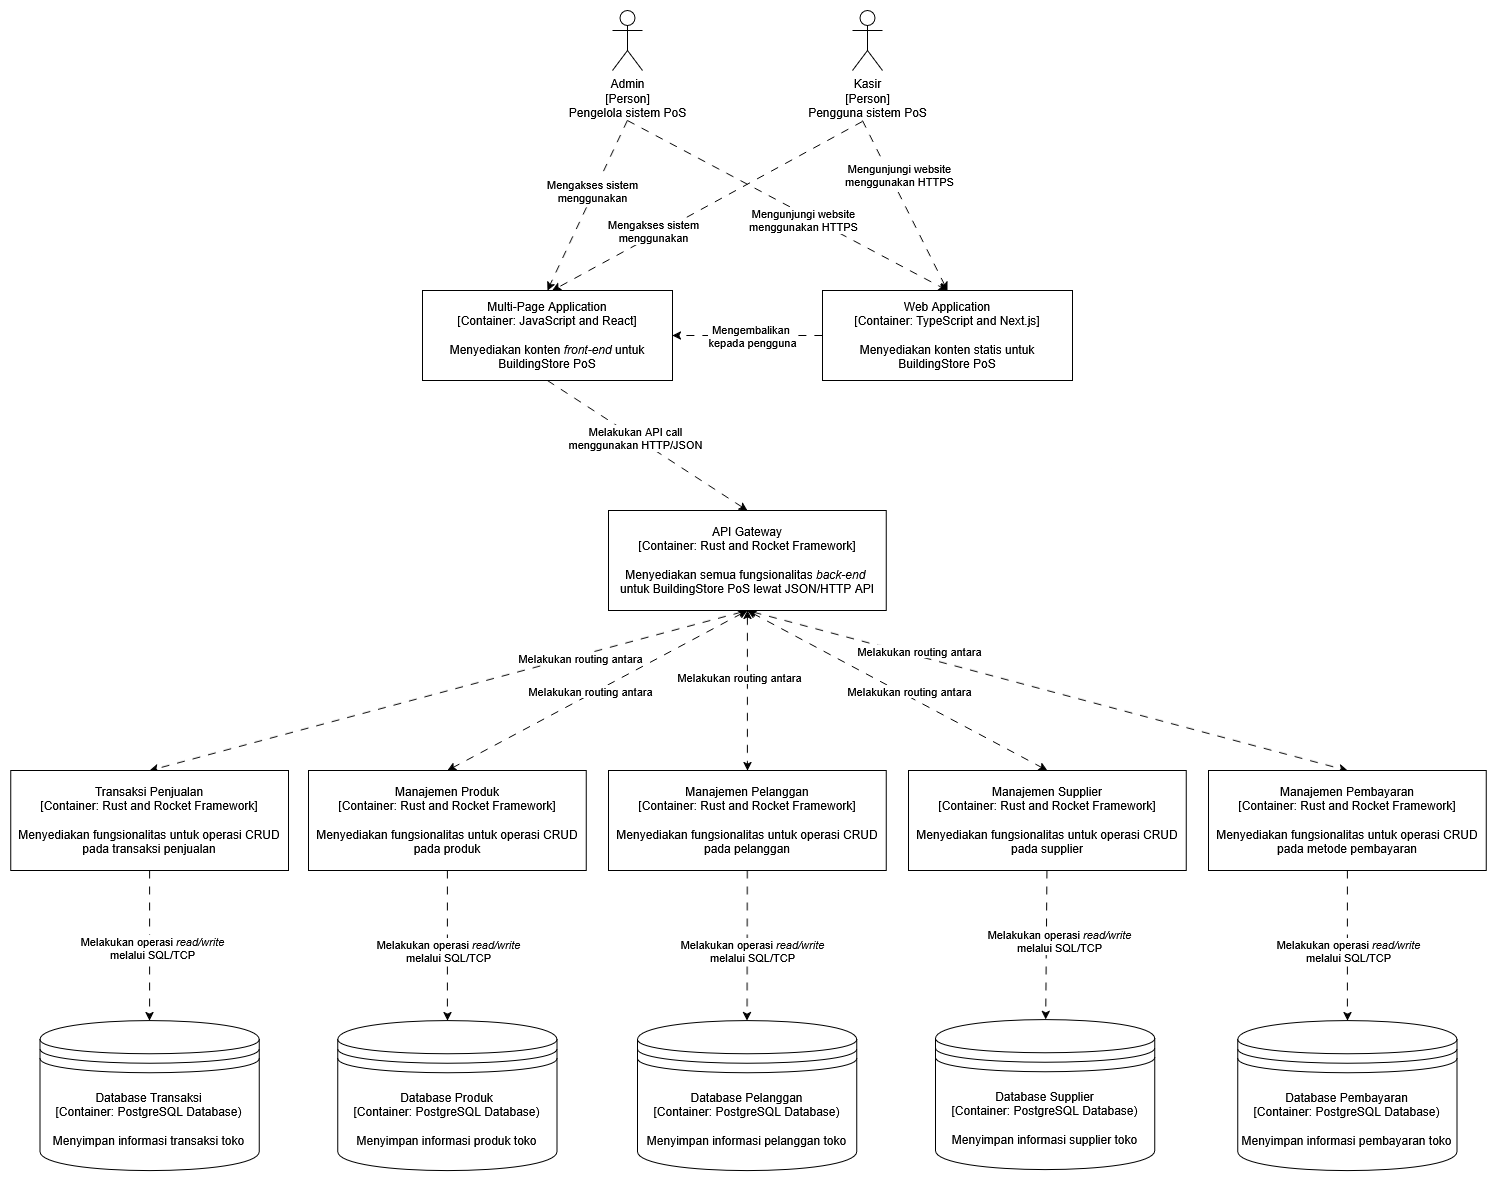 Admin
[Person]
Pengelola sistem PoS
Kasir
[Person]
Pengguna sistem PoS
Mengakses sistem
menggunakan
Mengunjungi website
menggunakan HTTPS
Mengakses sistem
menggunakan
Mengunjungi website
menggunakan HTTPS
Multi-Page Application
[Container: JavaScript and React]
Menyediakan konten front-end untuk
BuildingStore PoS
Mengembalikan
kepada pengguna
Web Application
[Container: TypeScript and Next.js]
Menyediakan konten statis untuk
BuildingStore PoS
Melakukan API call
menggunakan HTTP/JSON
API Gateway
[Container: Rust and Rocket Framework]
Menyediakan semua fungsionalitas back-end
untuk BuildingStore PoS lewat JSON/HTTP API
Melakukan routing antara
Melakukan routing antara
Melakukan routing antara
Melakukan routing antara
Melakukan routing antara
Transaksi Penjualan
[Container: Rust and Rocket Framework]
Menyediakan fungsionalitas untuk operasi CRUD
pada transaksi penjualan
Manajemen Produk
[Container: Rust and Rocket Framework]
Menyediakan fungsionalitas untuk operasi CRUD
pada produk
Manajemen Pelanggan
[Container: Rust and Rocket Framework]
Menyediakan fungsionalitas untuk operasi CRUD
pada pelanggan
Manajemen Supplier
[Container: Rust and Rocket Framework]
Menyediakan fungsionalitas untuk operasi CRUD
pada supplier
Manajemen Pembayaran
[Container: Rust and Rocket Framework]
Menyediakan fungsionalitas untuk operasi CRUD
pada metode pembayaran
Melakukan operasi read/write
melalui SQL/TCP
Melakukan operasi read/write
melalui SQL/TCP
Melakukan operasi read/write
melalui SQL/TCP
Melakukan operasi read/write
melalui SQL/TCP
Melakukan operasi read/write
melalui SQL/TCP
Database Transaksi
[Container: PostgreSQL Database)
Menyimpan informasi transaksi toko
Database Produk
[Container: PostgreSQL Database)
Menyimpan informasi produk toko
Database Pelanggan
[Container: PostgreSQL Database)
Menyimpan informasi pelanggan toko
Database Supplier
[Container: PostgreSQL Database)
Menyimpan informasi supplier toko
Database Pembayaran
[Container: PostgreSQL Database)
Menyimpan informasi pembayaran toko